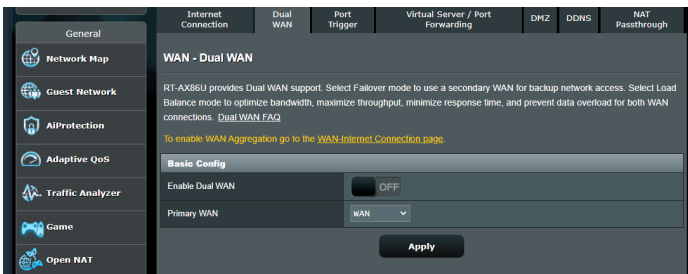 Internet Connection
Dual WAN
Port Trigger
Virtual Server / Port Forwarding
DMZ
DDNS
NAT Passthrough
General
Network Map
Guest Network
AiProtection
Adaptive QoS
Traffic Analyzer
Game
Open NAT
WAN - Dual WAN
RT-AX86U provides Dual WAN support. Select Failover mode to use a secondary WAN for backup network access. Select Load
Balance mode to optimize bandwidth, maximize throughput, minimize response time, and prevent data overload for both WAN
connections. Dual WAN FAQ
To enable WAN Aggregation go to the WAN-Internet Connection page.
Basic Config
Enable Dual WAN
OFF
Primary WAN
WAN
Apply